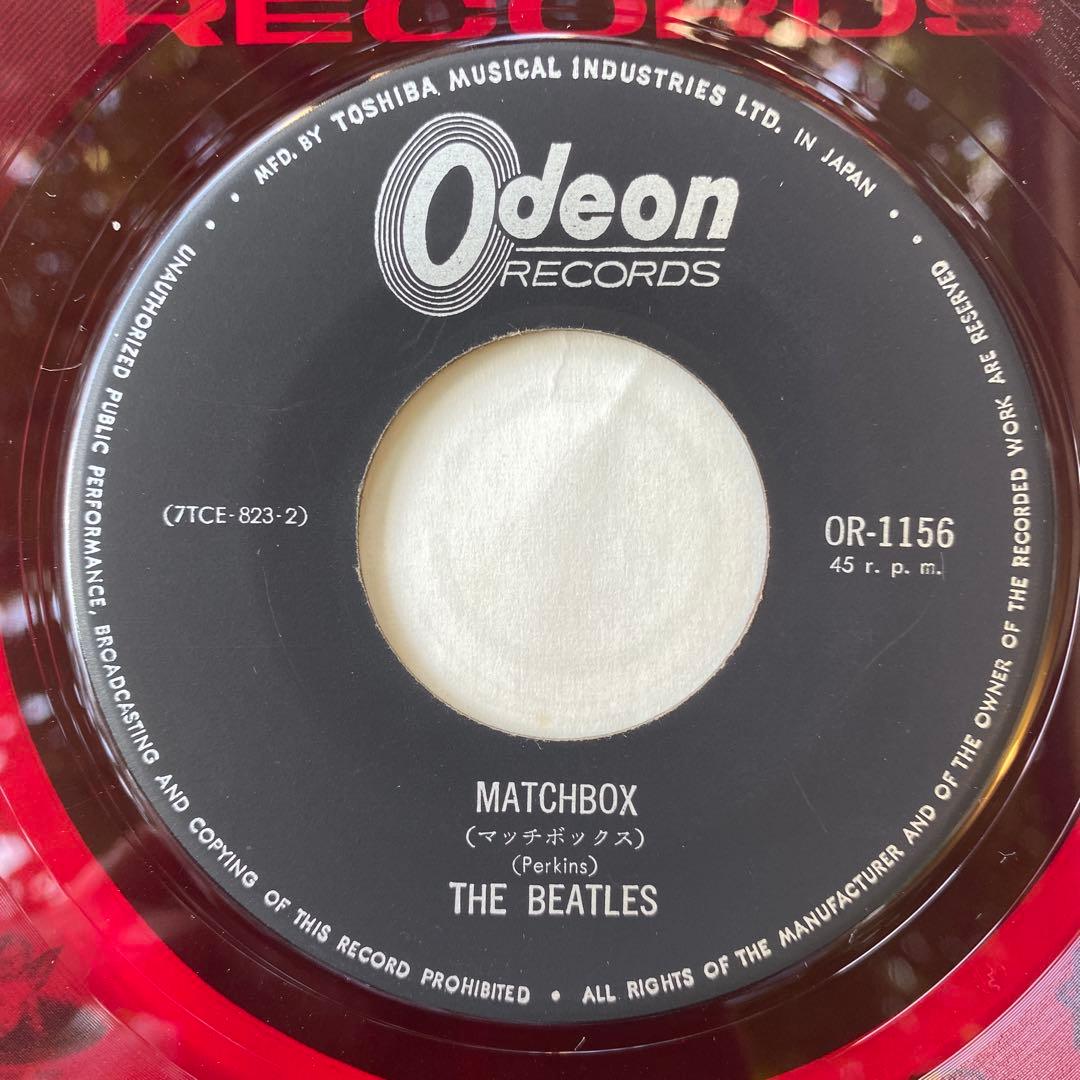 RECORDS
MFD. BY TOSHIBA MUSICAL INDUSTRIES LTD. IN JAPAN
Odeon
RECORDS
(7TCE-823-2)
OR-1156
45 r. p. m.
MATCHBOX
(マッチボックス)
(Perkins)
THE BEATLES
UNAUTHORIZED PUBLIC PERFORMANCE, BROADCASTING AND COPYING OF THIS RECORD PROHIBITED • ALL RIGHTS OF THE MANUFACTURER AND OF THE OWNER OF THE RECORDED WORK ARE RESERVED